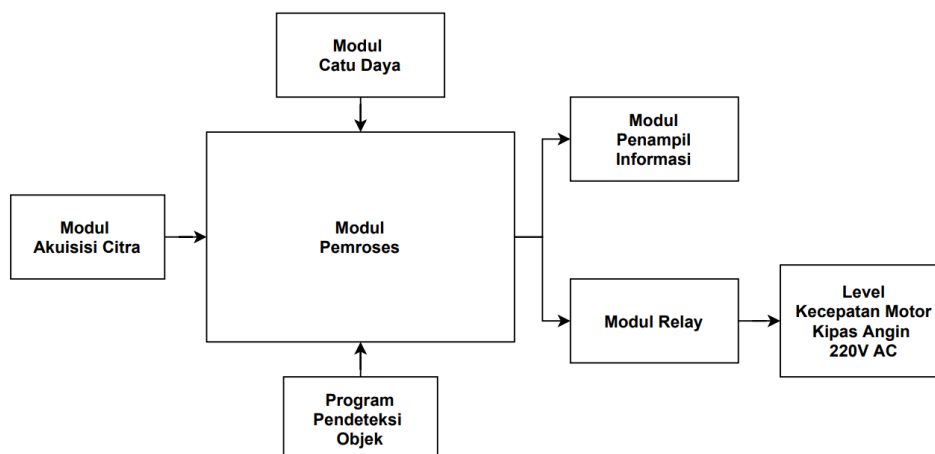 Modul
Catu Daya
Modul
Penampil
Informasi
Modul
Akuisisi Citra
Modul
Pemroses
Modul Relay
Level
Kecepatan Motor
Kipas Angin
220V AC
Program
Pendeteksi
Objek